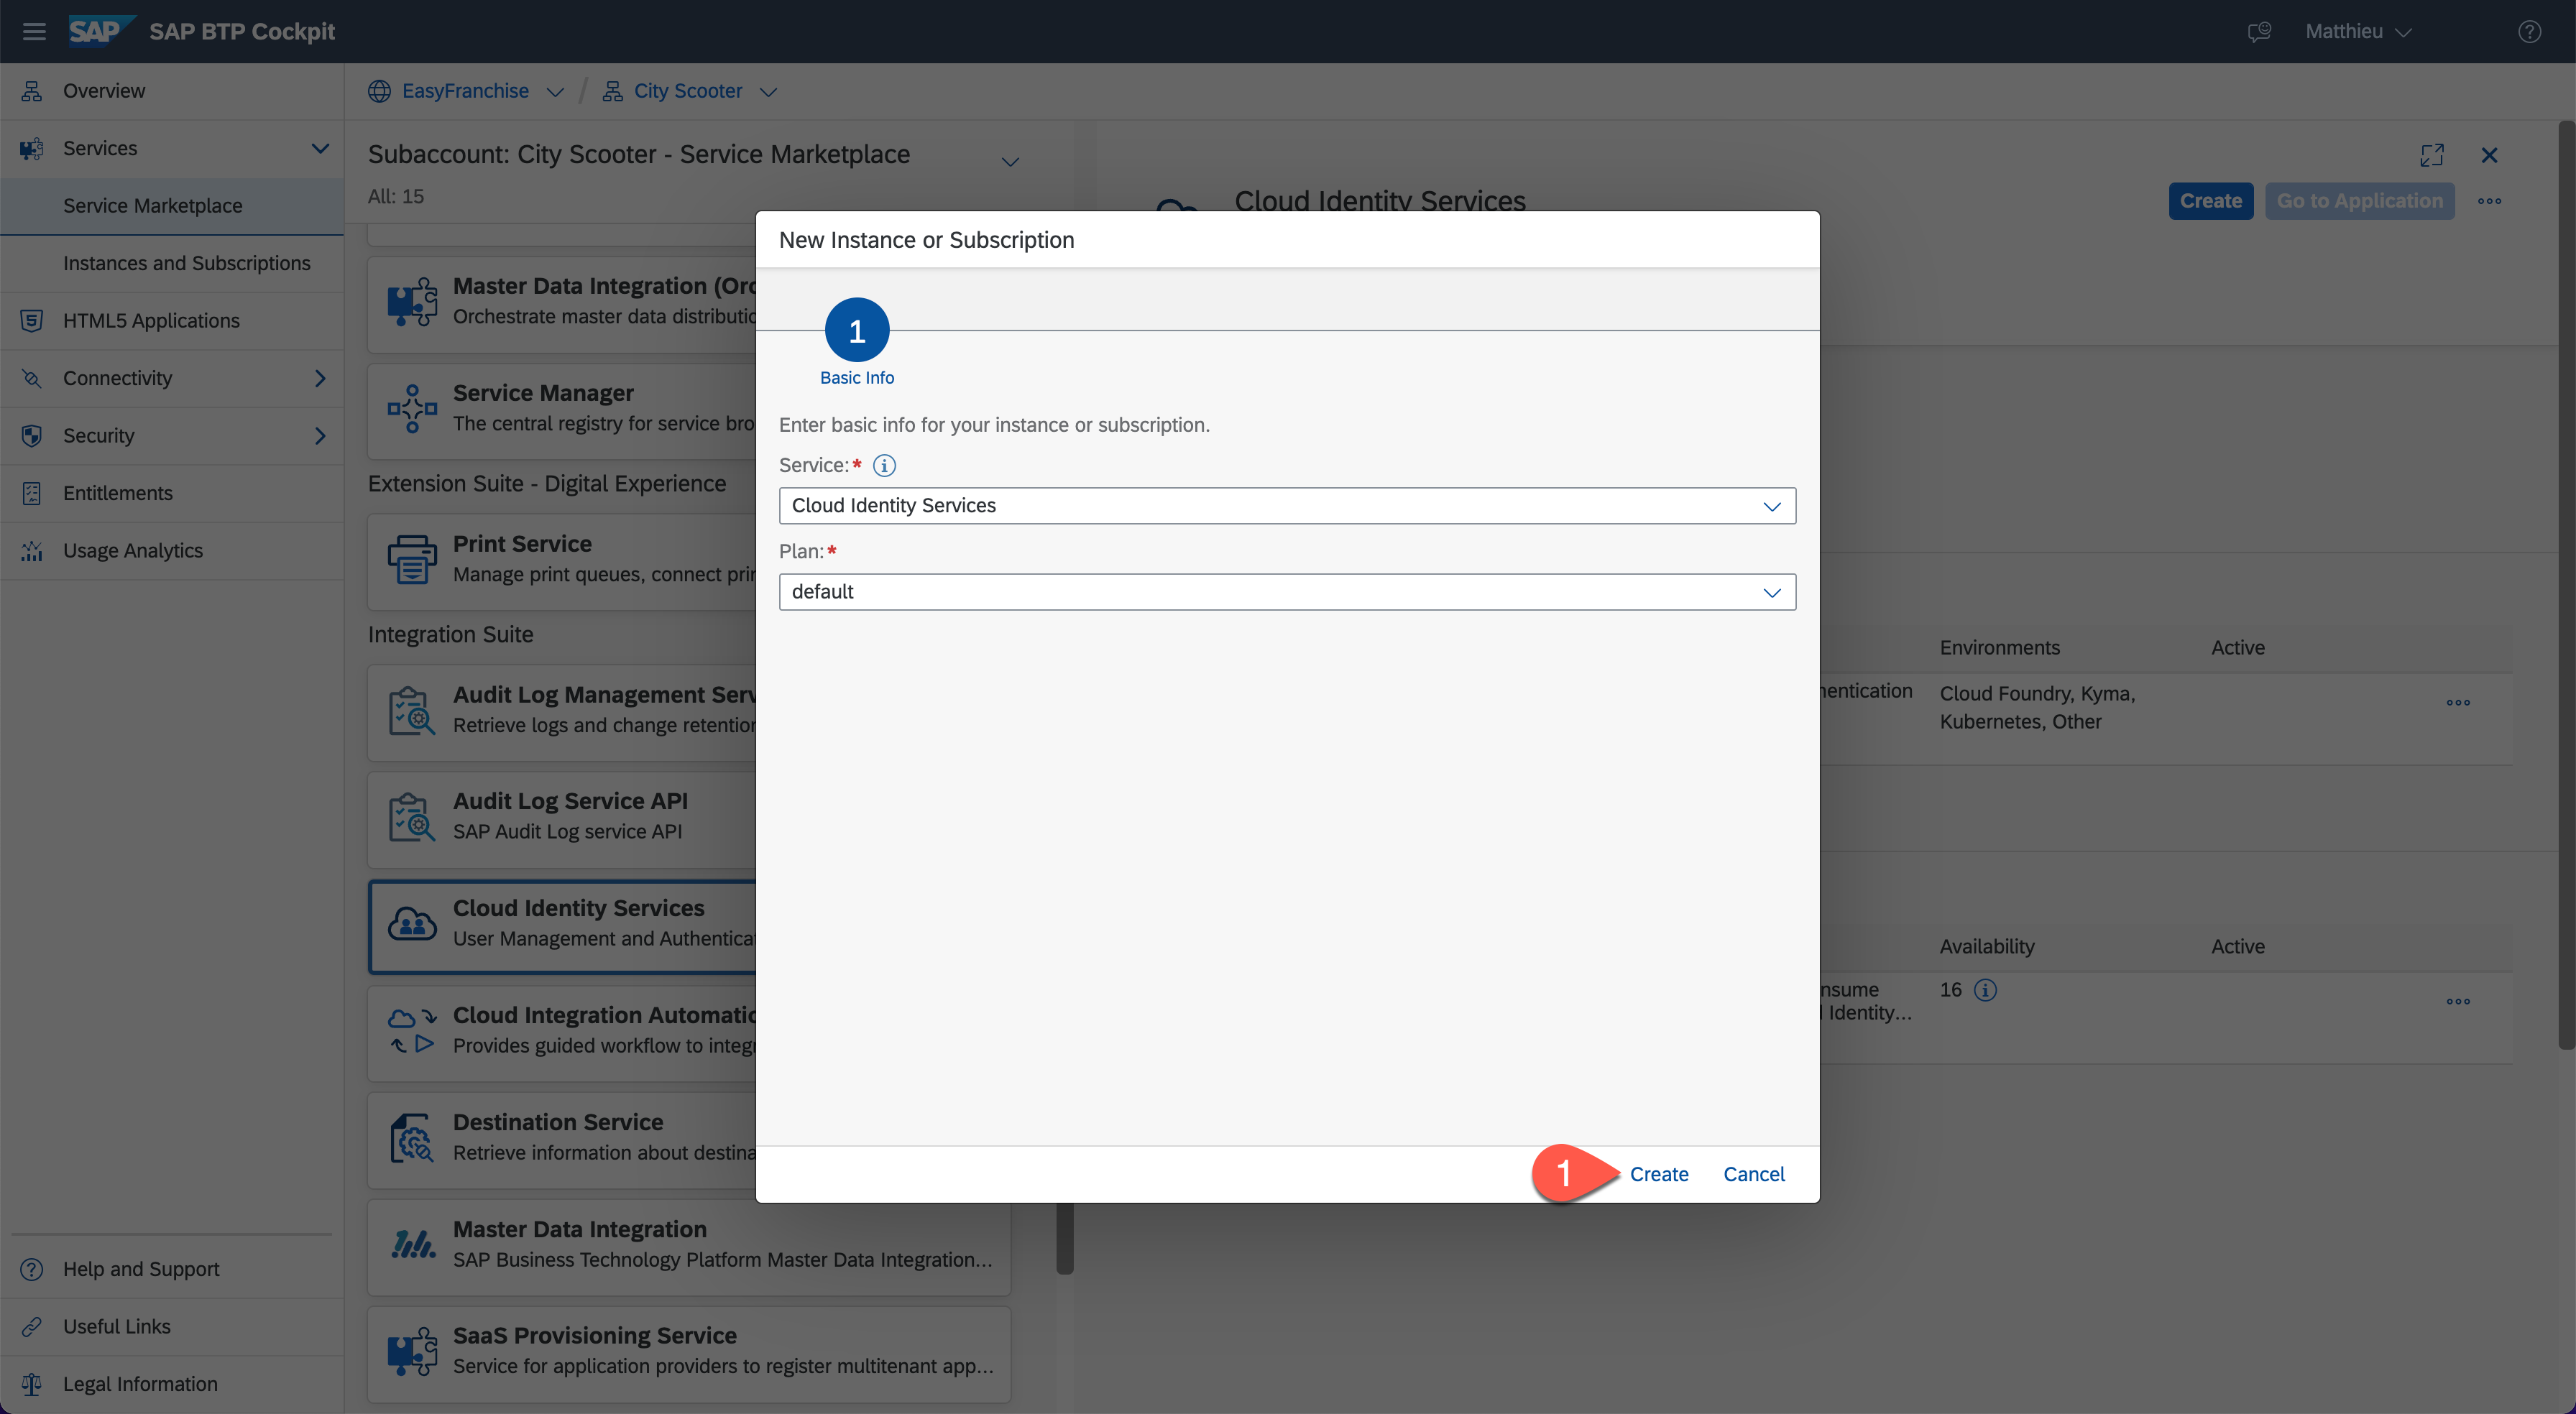 SAP SAP BTP Cockpit
Matthieu
Overview
Services
Service Marketplace
Instances and Subscriptions
HTML5 Applications
Connectivity
Security
Entitlements
Usage Analytics
Help and Support
Useful Links
Legal Information
EasyFranchise / City Scooter
Subaccount: City Scooter - Service Marketplace
All: 15
Master Data Integration (Orc
Orchestrate master data distributio
Service Manager
The central registry for service bro
Extension Suite - Digital Experience
Print Service
Manage print queues, connect prin
Integration Suite
Audit Log Management Serv
Retrieve logs and change retention
Audit Log Service API
SAP Audit Log service API
Cloud Identity Services
User Management and Authenticat
Cloud Integration Automatio
Provides guided workflow to integr
Destination Service
Retrieve information about destina
Master Data Integration
SAP Business Technology Platform Master Data Integration...
SaaS Provisioning Service
Service for application providers to register multitenant app...
Cloud Identity Services
Create Go to Application
Environments Active
hentication Cloud Foundry, Kyma,
Kubernetes, Other
Availability Active
nsume 16
Identity...
New Instance or Subscription
1
Basic Info
Enter basic info for your instance or subscription.
Service:*
Cloud Identity Services
Plan:*
default
1 Create Cancel